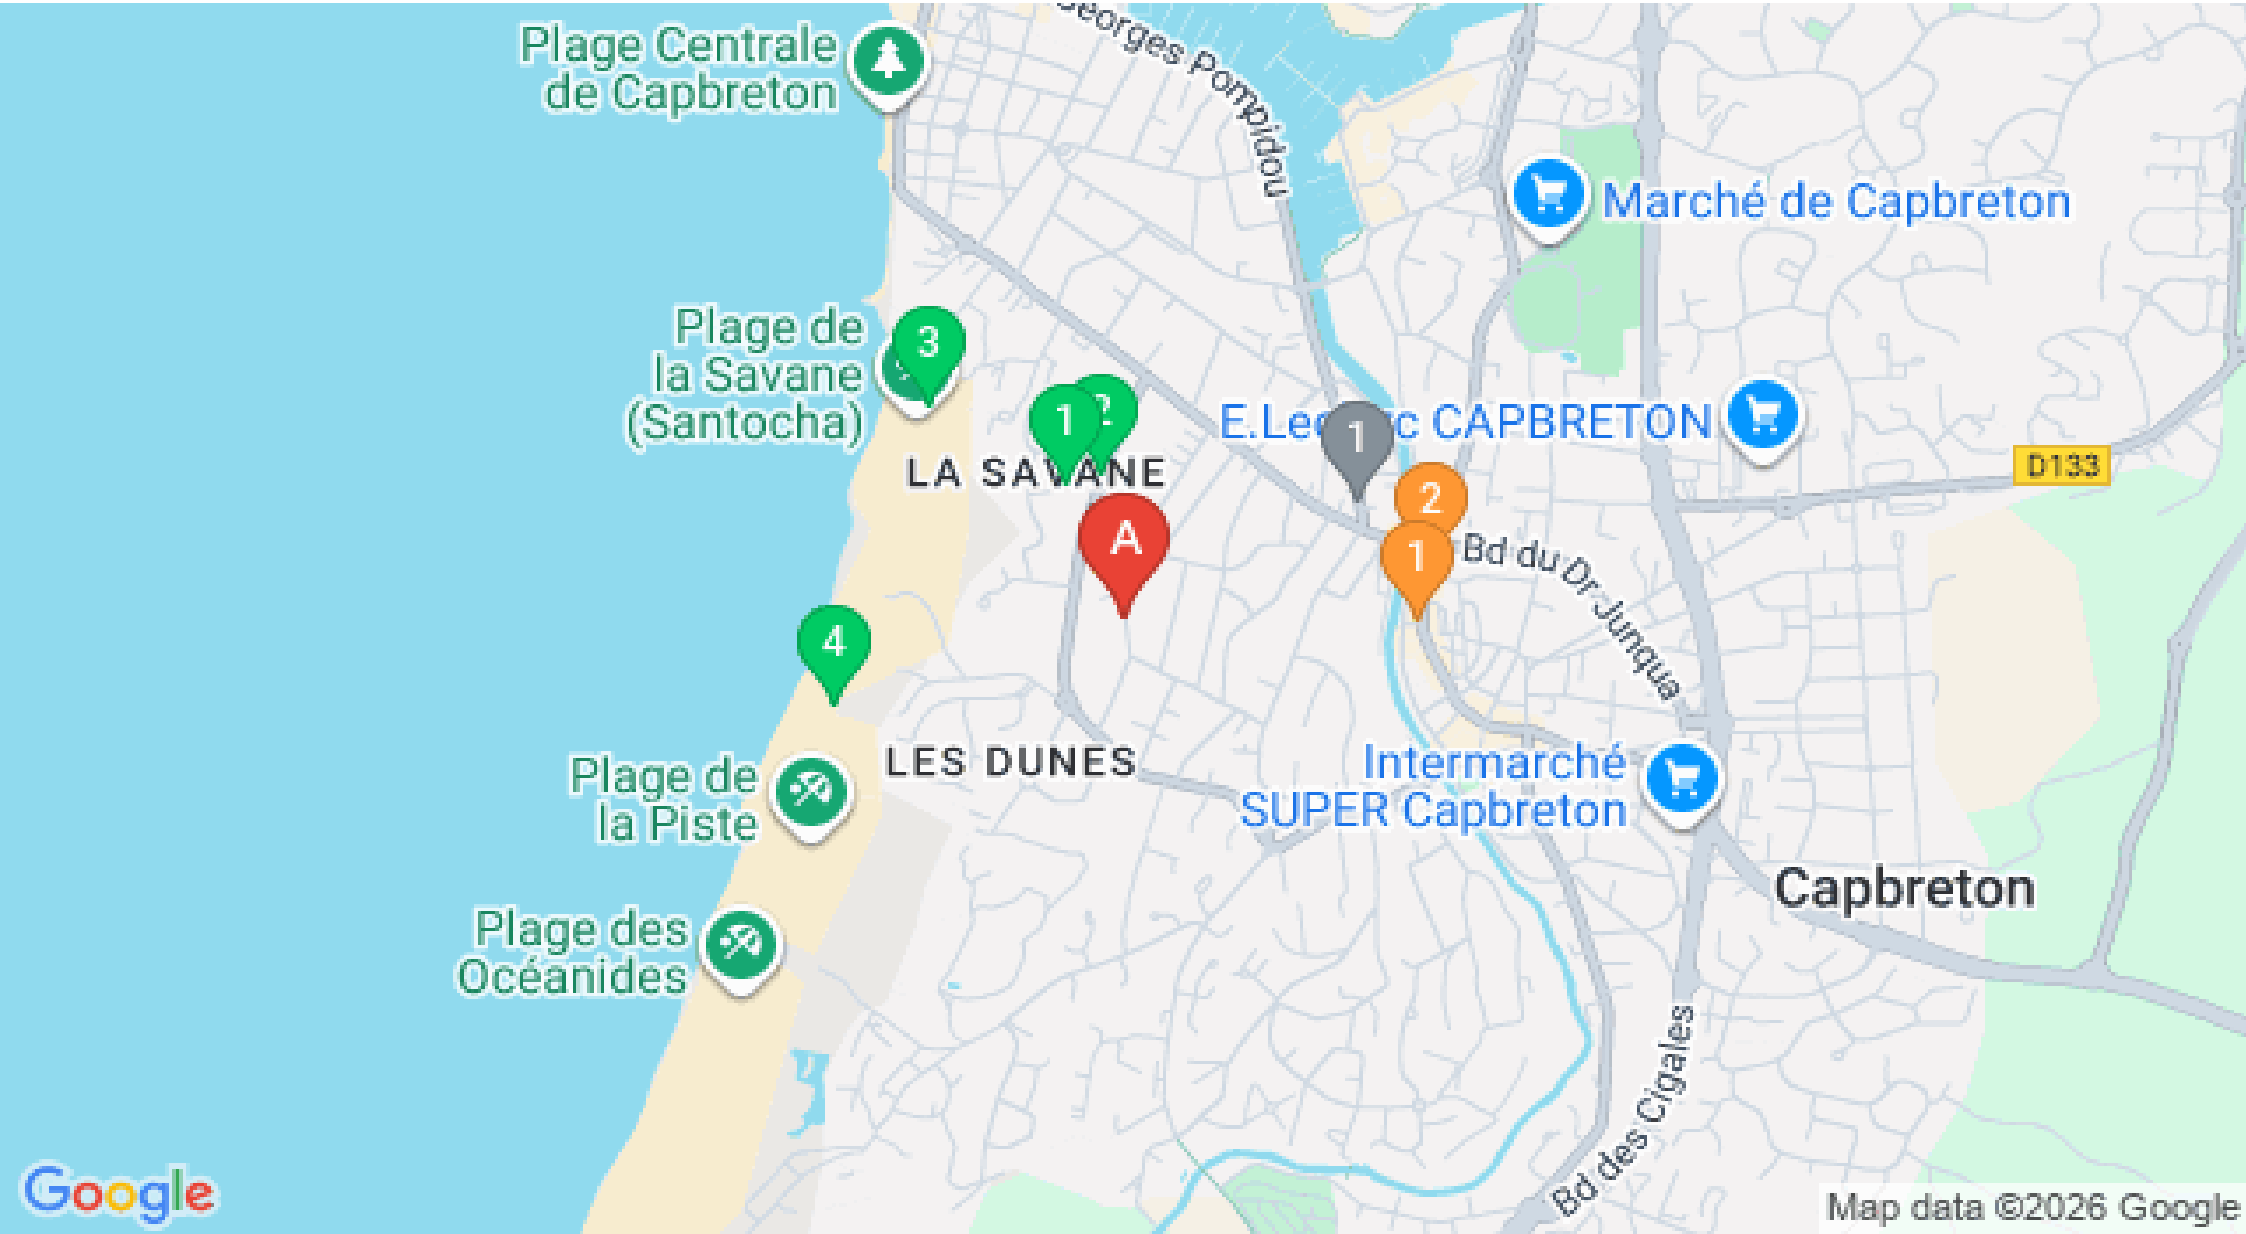 Georges Pompidou
Plage Centrale
de Capbreton
Marché de Capbreton
Plage de
la Savane
(Santocha)
3
1
2
E.Leclerc CAPBRETON
1
D133
LA SAVANE
2
A
1
Bd du Dr Junqua
4
LES DUNES
Plage de
la Piste
Intermarché
SUPER Capbreton
Capbreton
Plage des
Océanides
Bd des Cigales
Google
Map data ©2026 Google